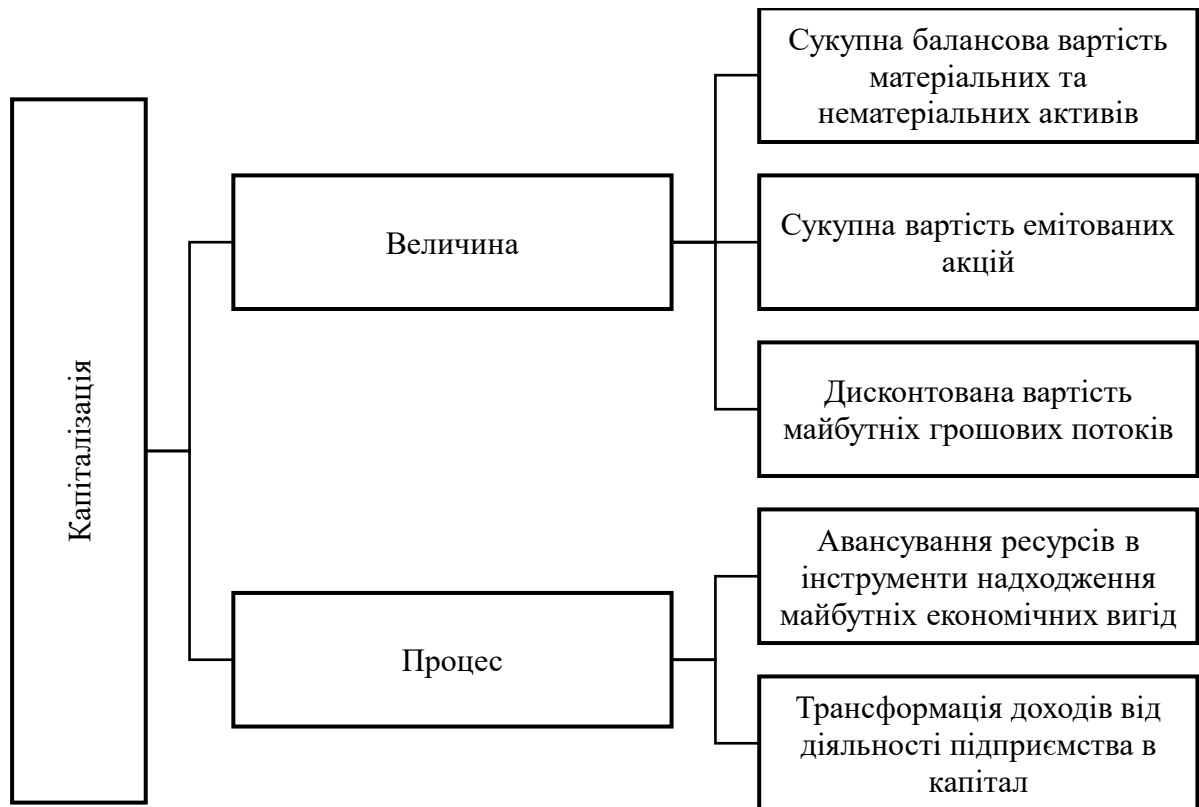 Капіталізація
Величина
Сукупна балансова вартість
матеріальних та
нематеріальних активів
Сукупна вартість емітованих
акцій
Дисконтована вартість
майбутніх грошових потоків
Процес
Авансування ресурсів в
інструменти надходження
майбутніх економічних вигід
Трансформація доходів від
діяльності підприємства в
капітал